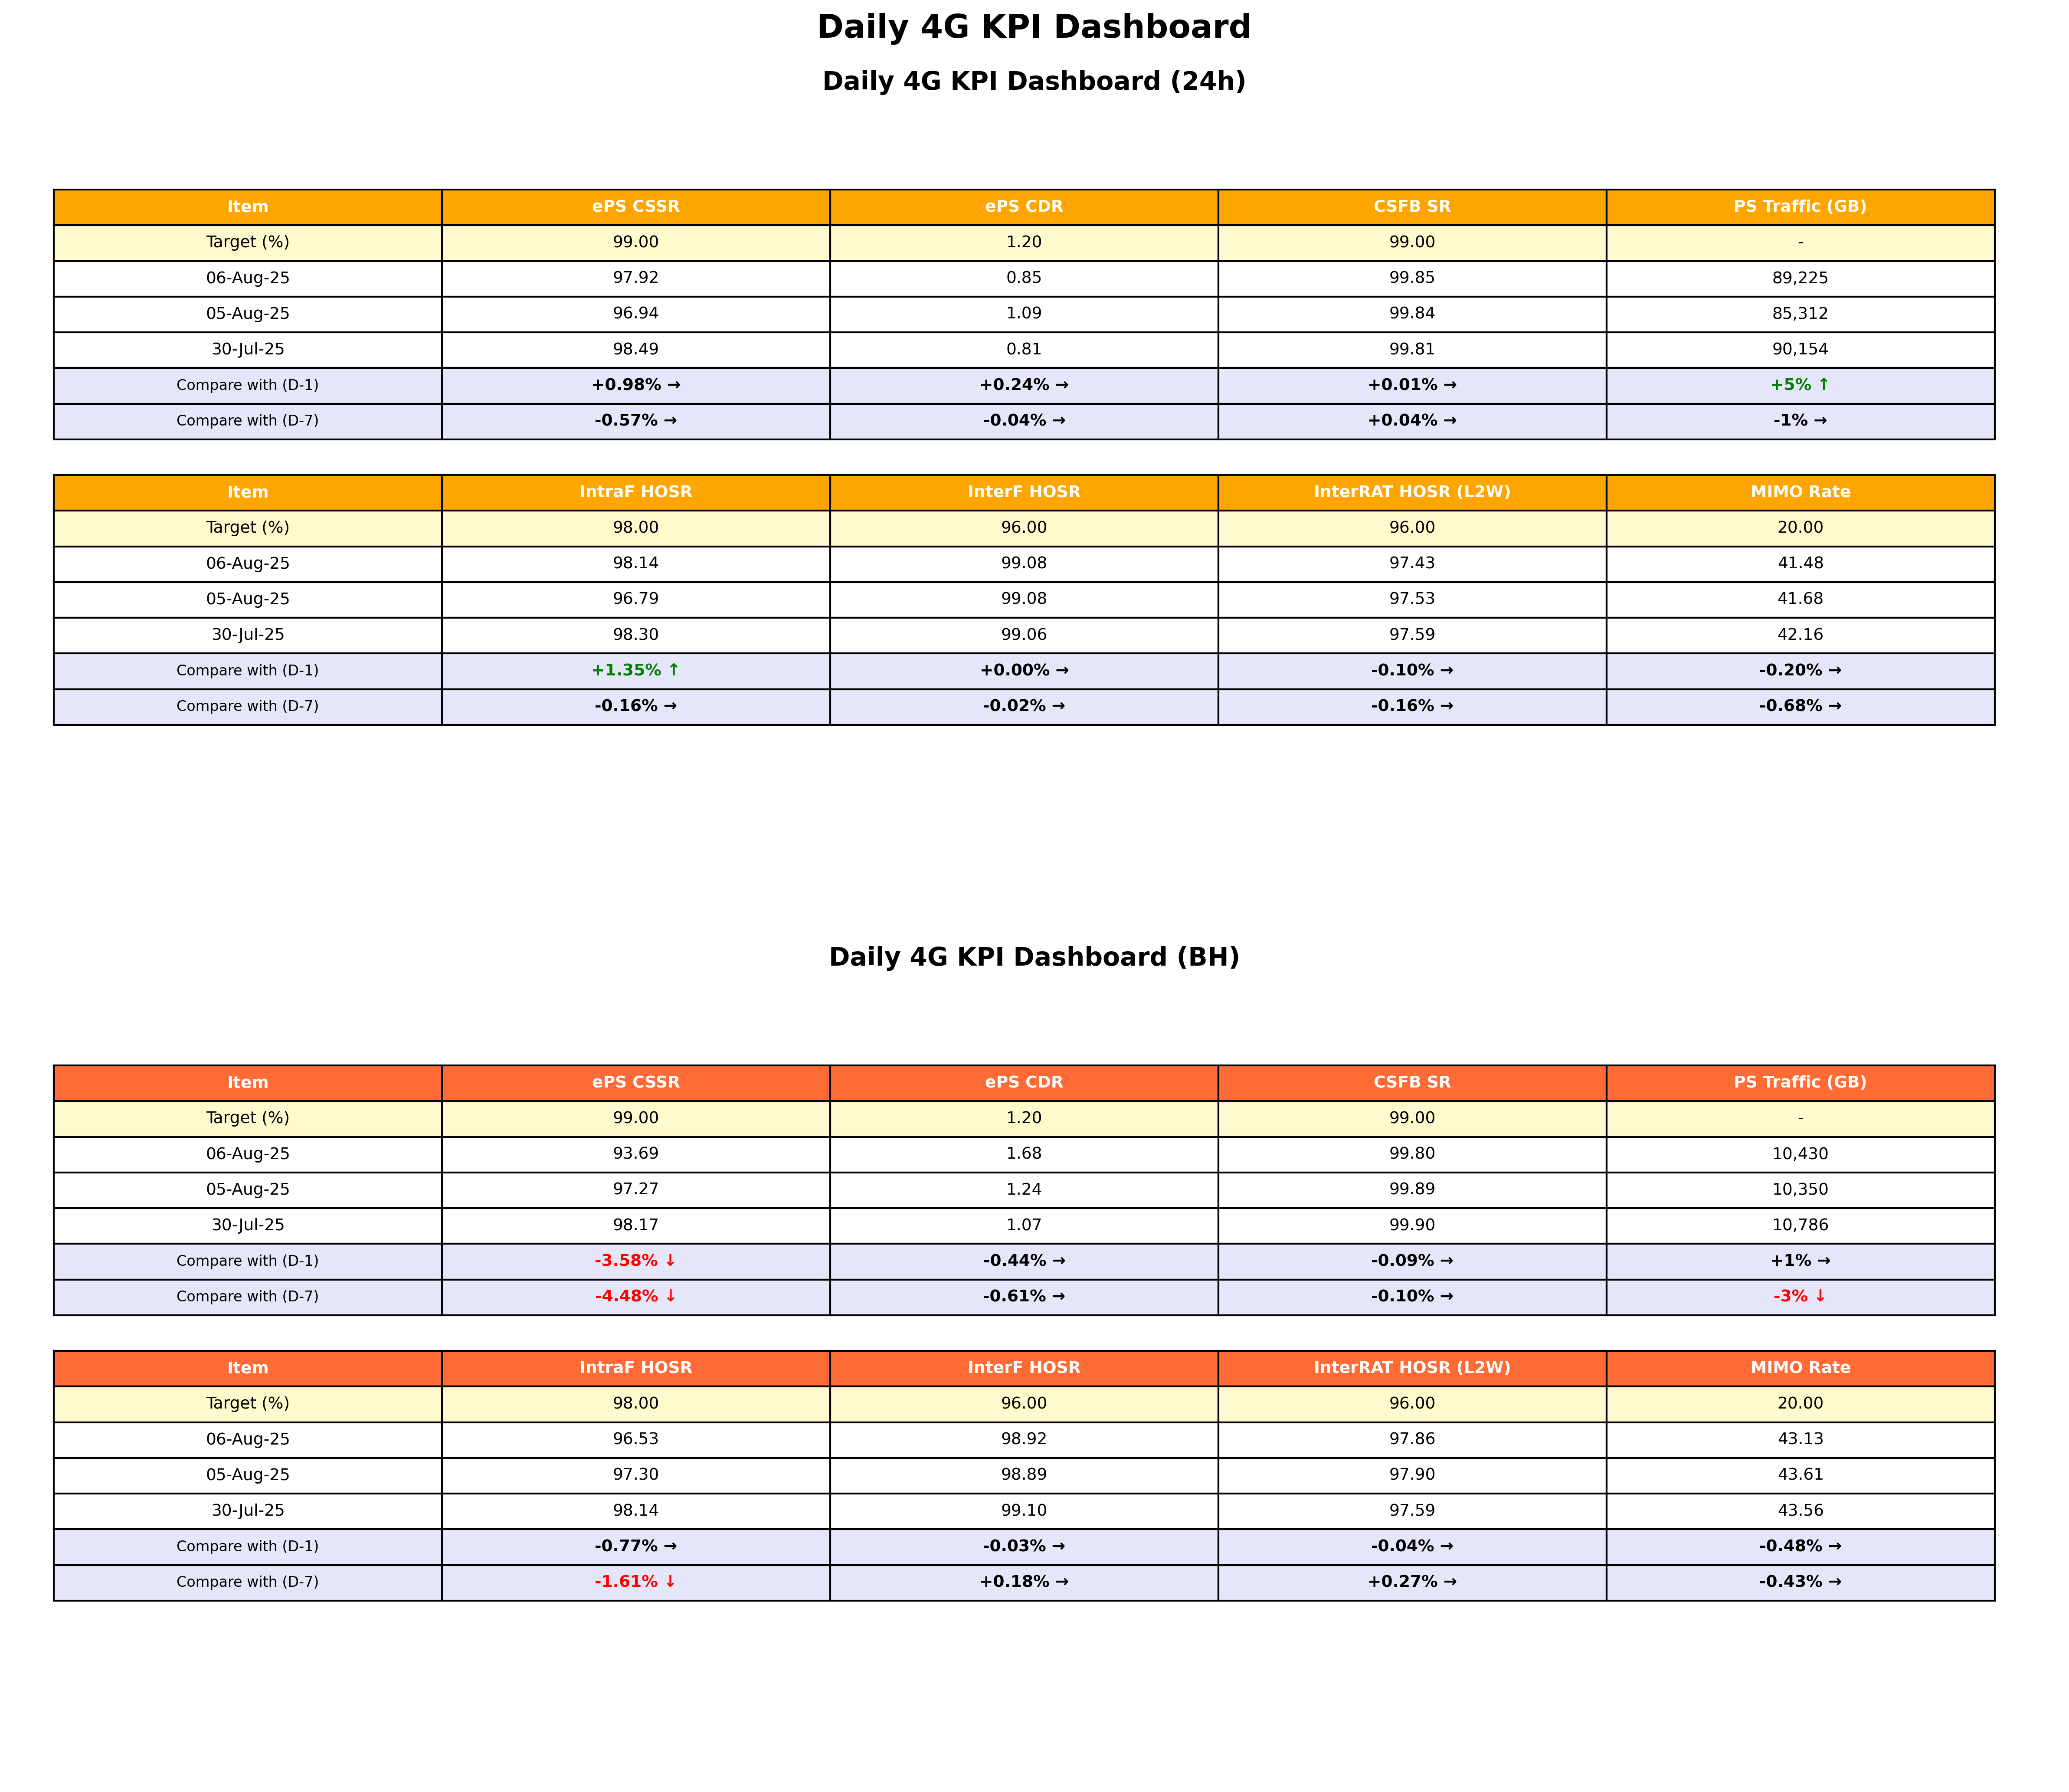 Daily 4G KPI Dashboard
Daily 4G KPI Dashboard (24h)
Item ePS CSSR ePS CDR CSFB SR PS Traffic (GB)
Target (%) 99.00 1.20 99.00 -
06-Aug-25 97.92 0.85 99.85 89,225
05-Aug-25 96.94 1.09 99.84 85,312
30-Jul-25 98.49 0.81 99.81 90,154
Compare with (D-1) +0.98% → +0.24% → +0.01% → +5% ↑
Compare with (D-7) -0.57% → -0.04% → +0.04% → -1% →
Item IntraF HOSR InterF HOSR InterRAT HOSR (L2W) MIMO Rate
Target (%) 98.00 96.00 96.00 20.00
06-Aug-25 98.14 99.08 97.43 41.48
05-Aug-25 96.79 99.08 97.53 41.68
30-Jul-25 98.30 99.06 97.59 42.16
Compare with (D-1) +1.35% ↑ +0.00% → -0.10% → -0.20% →
Compare with (D-7) -0.16% → -0.02% → -0.16% → -0.68% →
Daily 4G KPI Dashboard (BH)
Item ePS CSSR ePS CDR CSFB SR PS Traffic (GB)
Target (%) 99.00 1.20 99.00 -
06-Aug-25 93.69 1.68 99.80 10,430
05-Aug-25 97.27 1.24 99.89 10,350
30-Jul-25 98.17 1.07 99.90 10,786
Compare with (D-1) -3.58% ↓ -0.44% → -0.09% → +1% →
Compare with (D-7) -4.48% ↓ -0.61% → -0.10% → -3% ↓
Item IntraF HOSR InterF HOSR InterRAT HOSR (L2W) MIMO Rate
Target (%) 98.00 96.00 96.00 20.00
06-Aug-25 96.53 98.92 97.86 43.13
05-Aug-25 97.30 98.89 97.90 43.61
30-Jul-25 98.14 99.10 97.59 43.56
Compare with (D-1) -0.77% → -0.03% → -0.04% → -0.48% →
Compare with (D-7) -1.61% ↓ +0.18% → +0.27% → -0.43% →